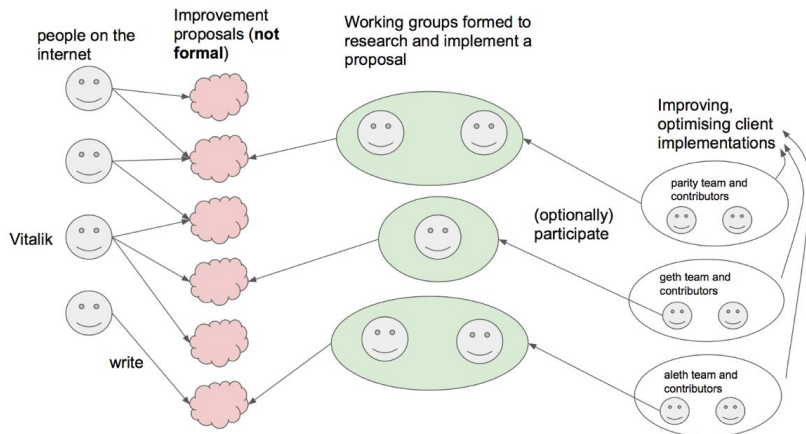 people on the
internet
Improvement
proposals (not
formal)
Working groups formed to
research and implement a
proposal
Improving,
optimising client
implementations
parity team and
contributors
(optionally)
participate
Vitalik
geth team and
contributors
write
aleth team and
contributors